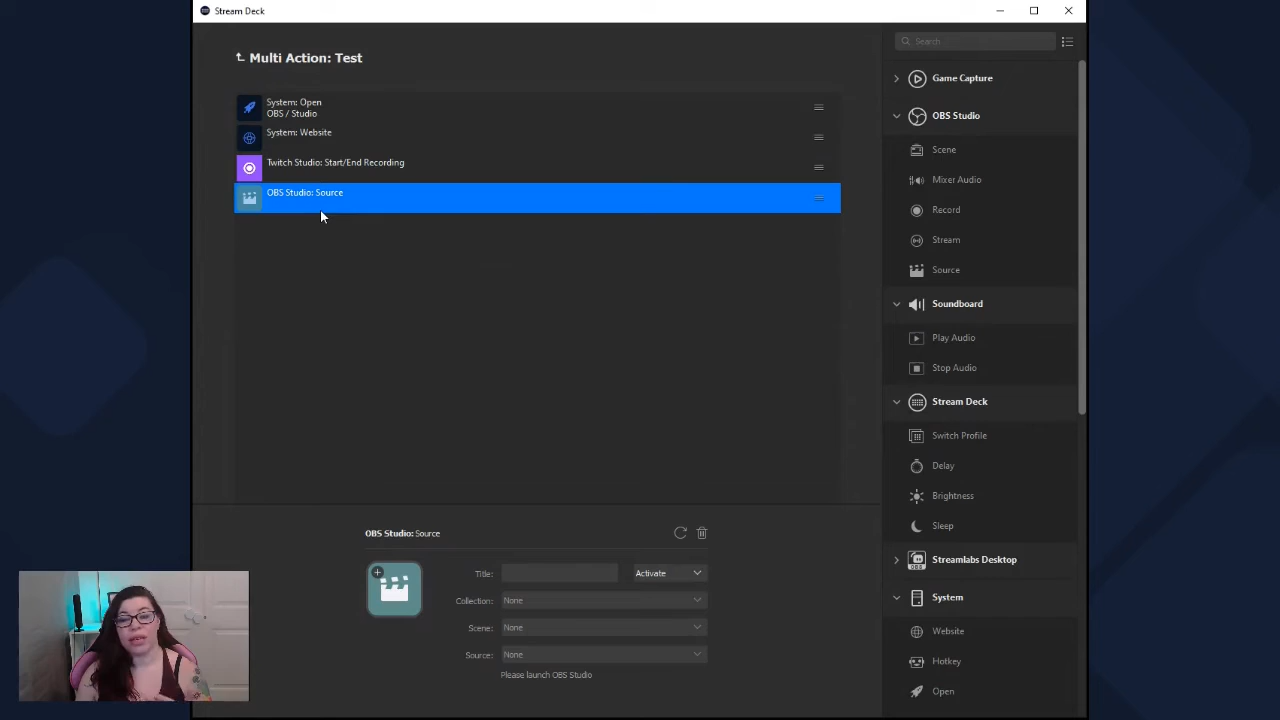 Stream Deck
Multi Action: Test
System: Open
OBS / Studio
System: Website
Twitch Studio: Start/End Recording
OBS Studio: Source
OBS Studio: Source
Title:
Activate
Collection:
None
Scene:
None
Source:
None
Please launch OBS Studio
Search
Game Capture
OBS Studio
Scene
Mixer Audio
Record
Stream
Source
Soundboard
Play Audio
Stop Audio
Stream Deck
Switch Profile
Delay
Brightness
Sleep
OBS
Streamlabs Desktop
System
Website
Hotkey
Open